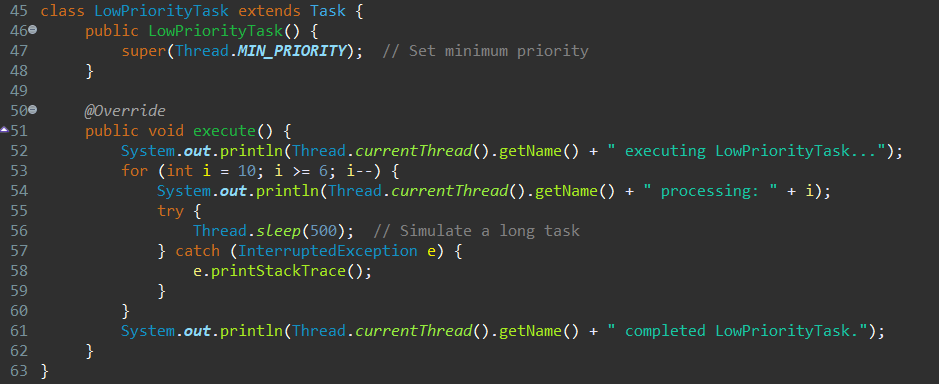 45 class LowPriorityTask extends Task {
46     public LowPriorityTask() {
47         super(Thread.MIN_PRIORITY);  // Set minimum priority
48     }
49
50     @Override
51     public void execute() {
52         System.out.println(Thread.currentThread().getName() + " executing LowPriorityTask...");
53         for (int i = 10; i >= 6; i--) {
54             System.out.println(Thread.currentThread().getName() + " processing: " + i);
55             try {
56                 Thread.sleep(500);  // Simulate a long task
57             } catch (InterruptedException e) {
58                 e.printStackTrace();
59             }
60         }
61         System.out.println(Thread.currentThread().getName() + " completed LowPriorityTask.");
62     }
63 }